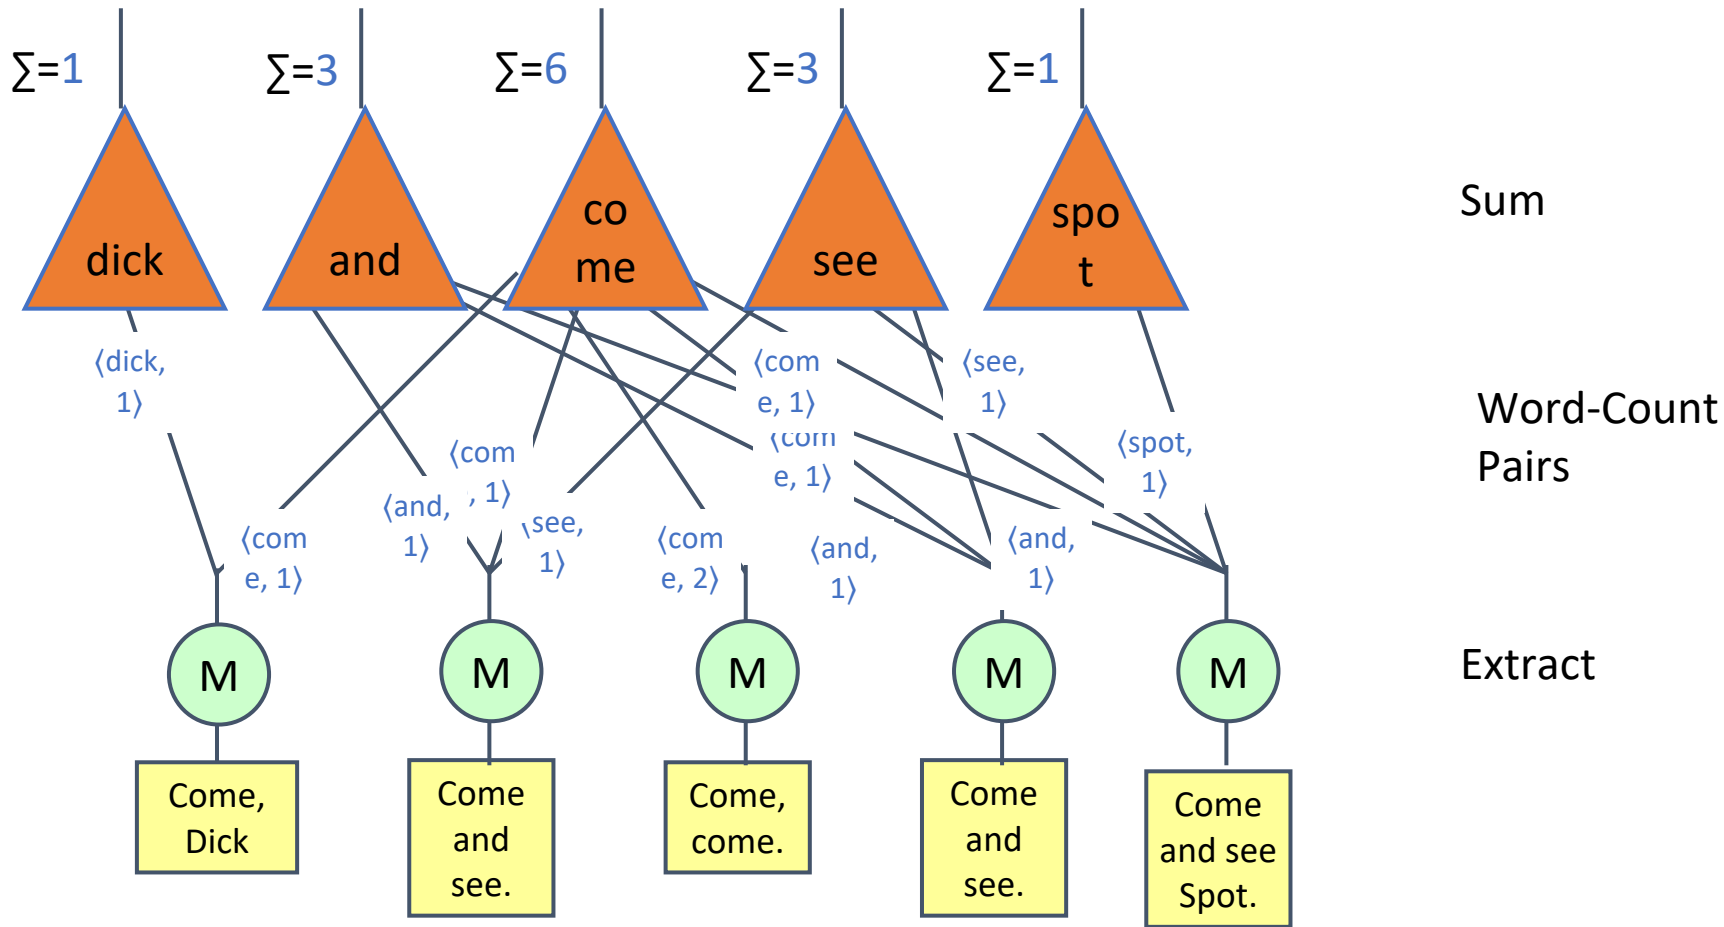 ∑=1
∑=3
∑=6
∑=3
∑=1
dick
and
co
me
see
spo
t
Sum
⟨dick,
1⟩
⟨com
e, 1⟩
⟨see,
1⟩
Word-Count
Pairs
⟨com
e, 1⟩
⟨spot,
1⟩
⟨com
, 1⟩
⟨and,
1⟩
⟨see,
1⟩
⟨com
e, 1⟩
⟨com
e, 2⟩
⟨and,
1⟩
⟨and,
1⟩
M
M
M
M
M
Extract
Come,
Dick
Come
and
see.
Come,
come.
Come
and
see.
Come
and see
Spot.